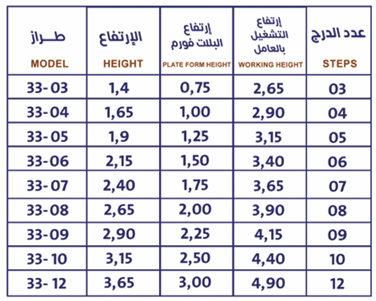 طـــراز	الإرتفاع	إرتفاع البلات فورم	إرتفاع التشغيل بالعامل	عدد الدرج
MODEL	HEIGHT	PLATE FORM HEIGHT	WORKING HEIGHT	STEPS
33-03	1,4	0,75	2,65	03
33-04	1,65	1,00	2,90	04
33-05	1,9	1,25	3,15	05
33-06	2,15	1,50	3,40	06
33-07	2,40	1,75	3,65	07
33-08	2,65	2,00	3,90	08
33-09	2,90	2,25	4,15	09
33-10	3,15	2,50	4,40	10
33-12	3,65	3,00	4,90	12